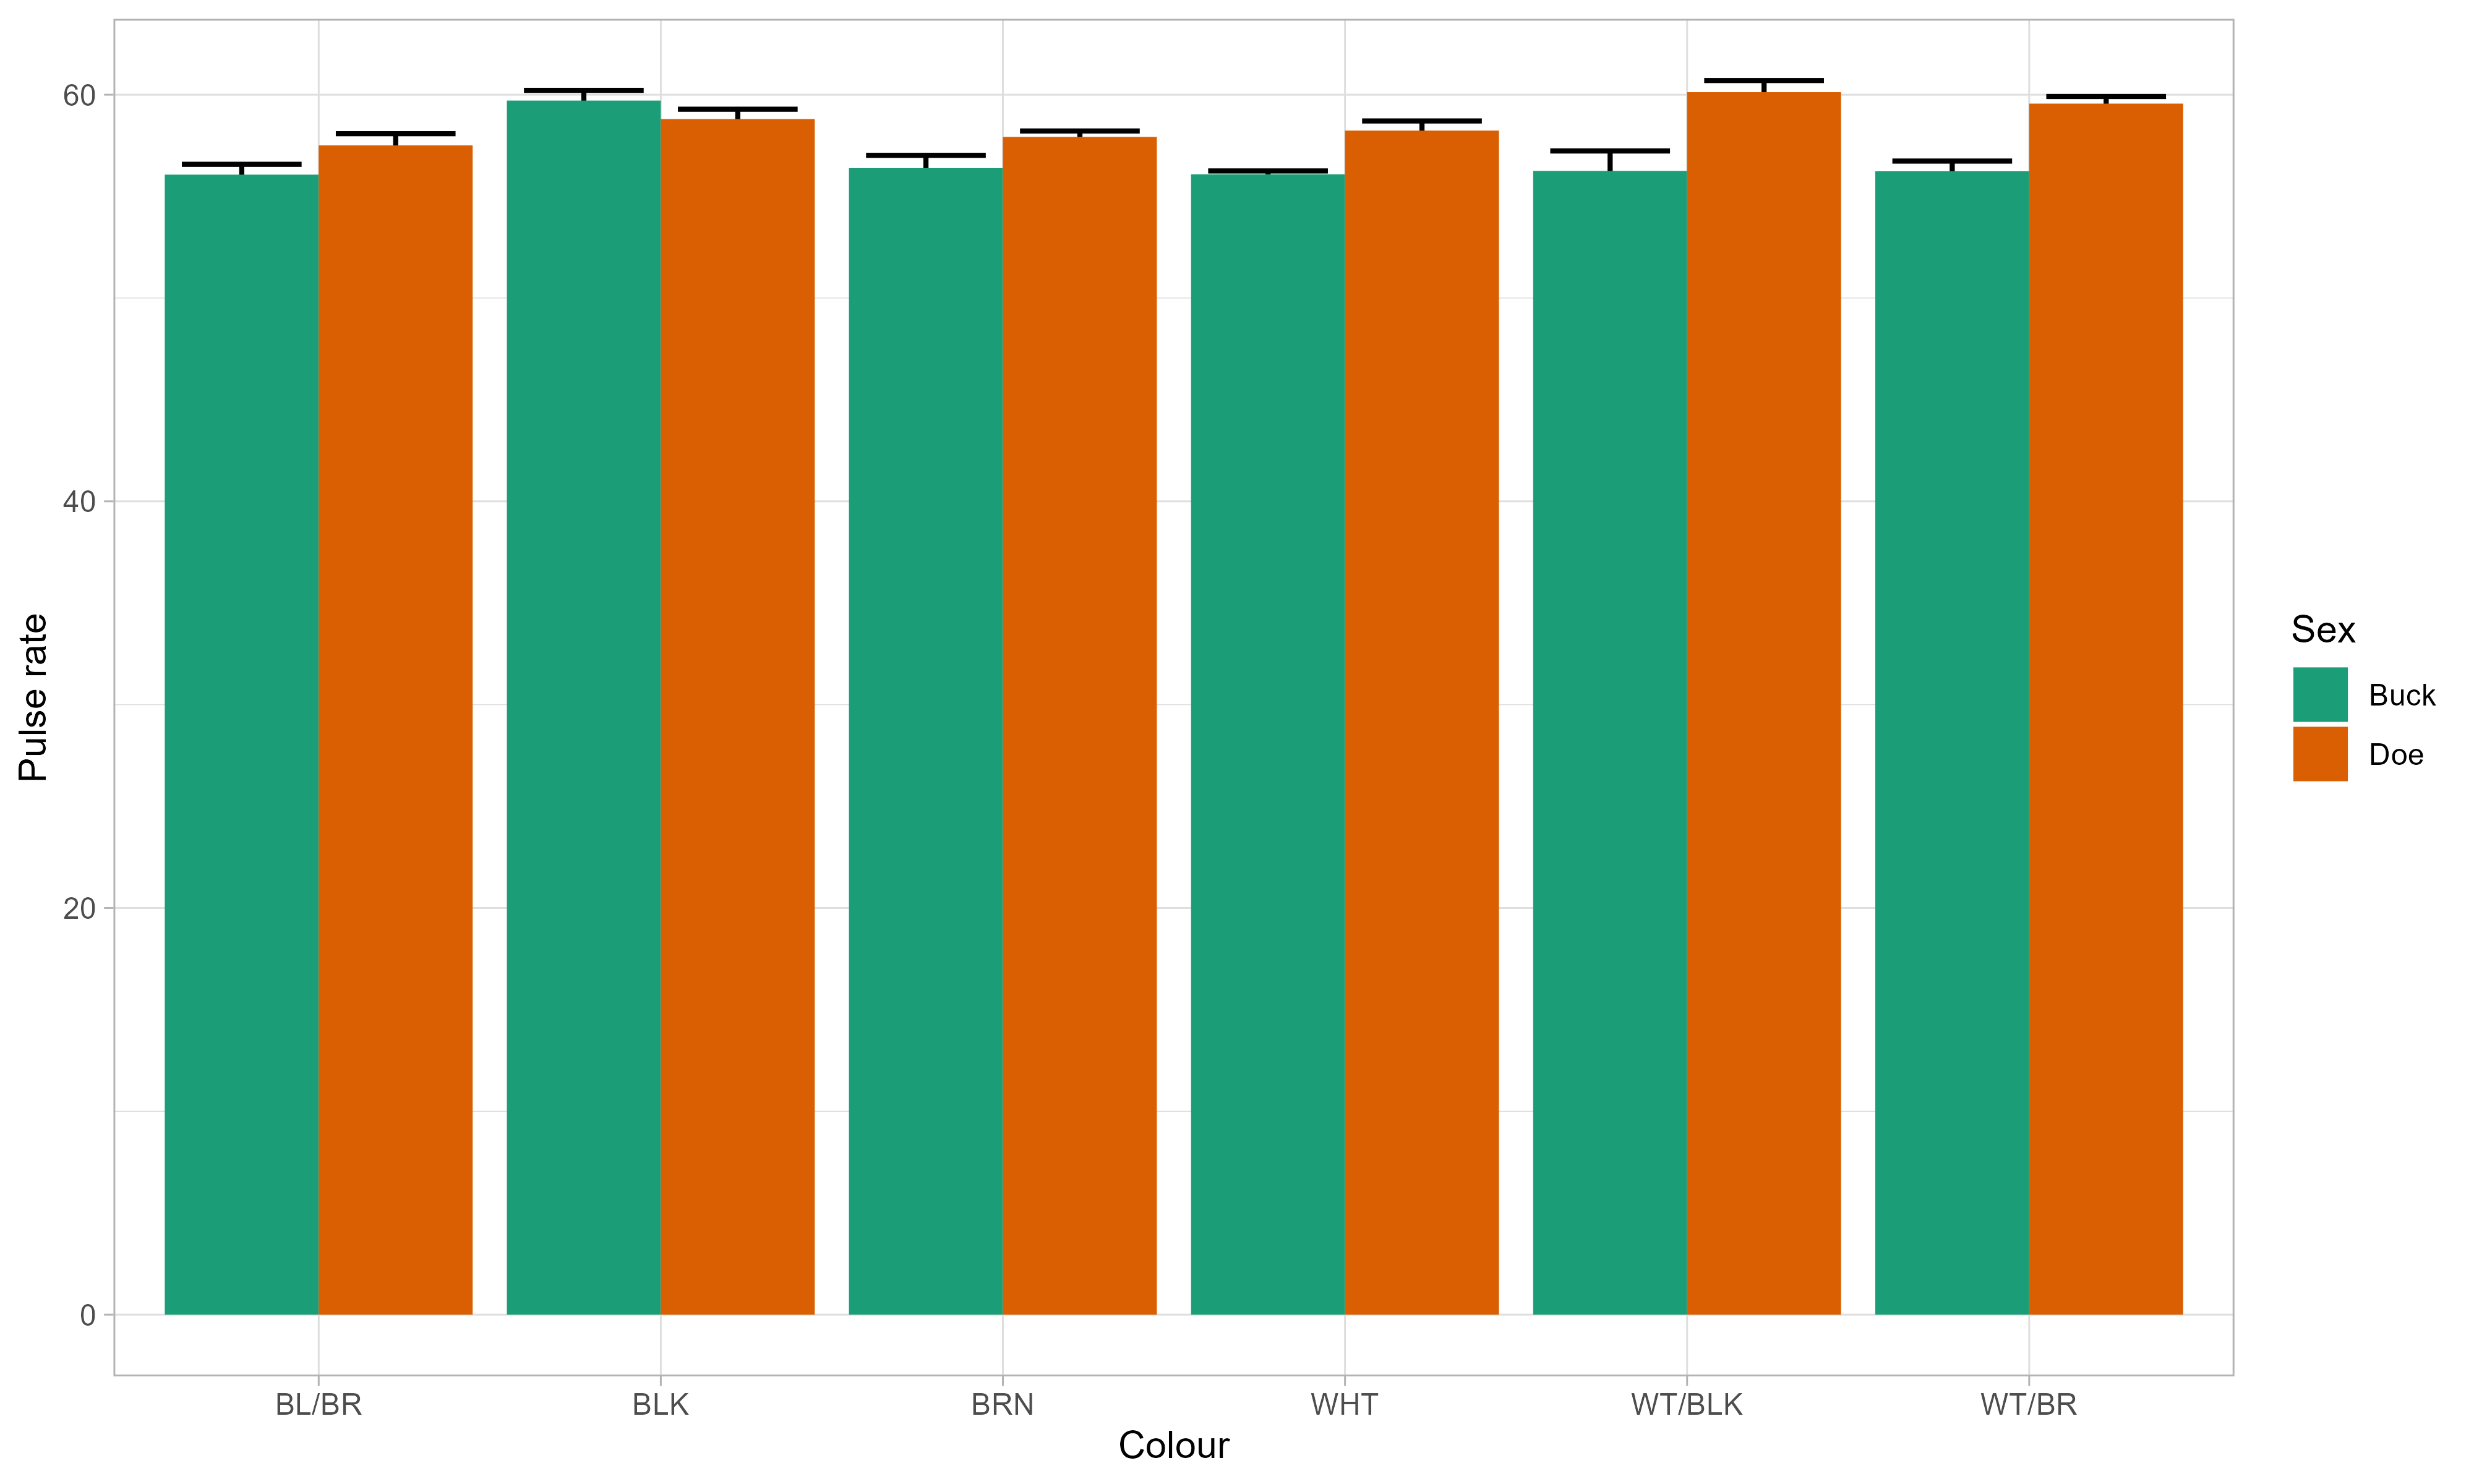 60
40
20
0
Pulse rate
BL/BR
BLK
BRN
WHT
WT/BLK
WT/BR
Colour
Sex
Buck
Doe